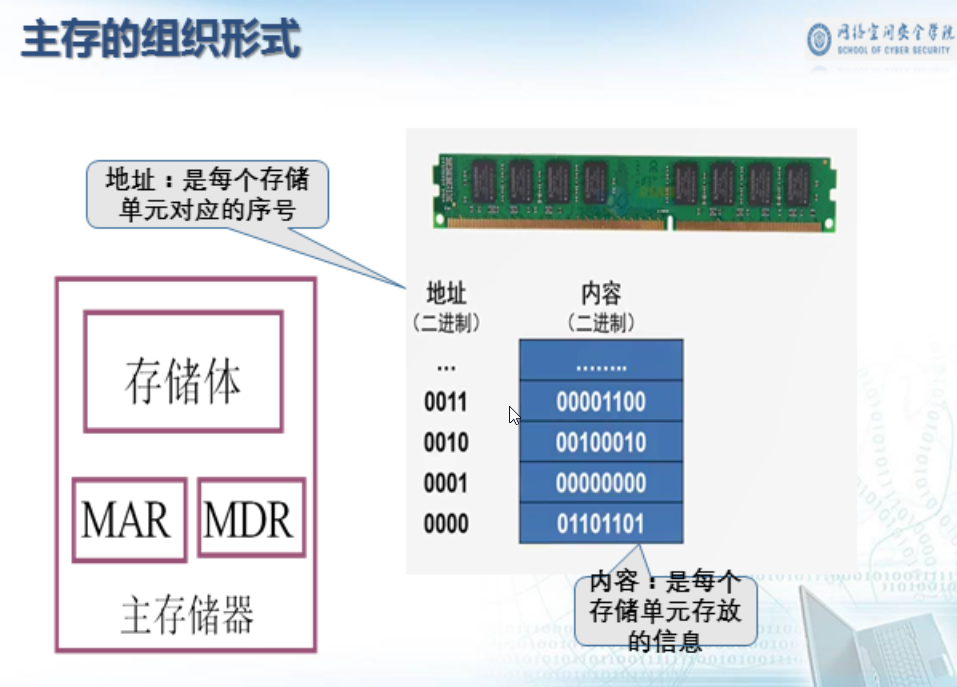 主存的组织形式
网络空间安全学院
SCHOOL OF CYBER SECURITY
地址：是每个存储
单元对应的序号
地址
（二进制）
内容
（二进制）
... ........
0011 00001100
0010 00100010
0001 00000000
0000 01101101
存储体
MAR MDR
主存储器
内容：是每个
存储单元存放
的信息